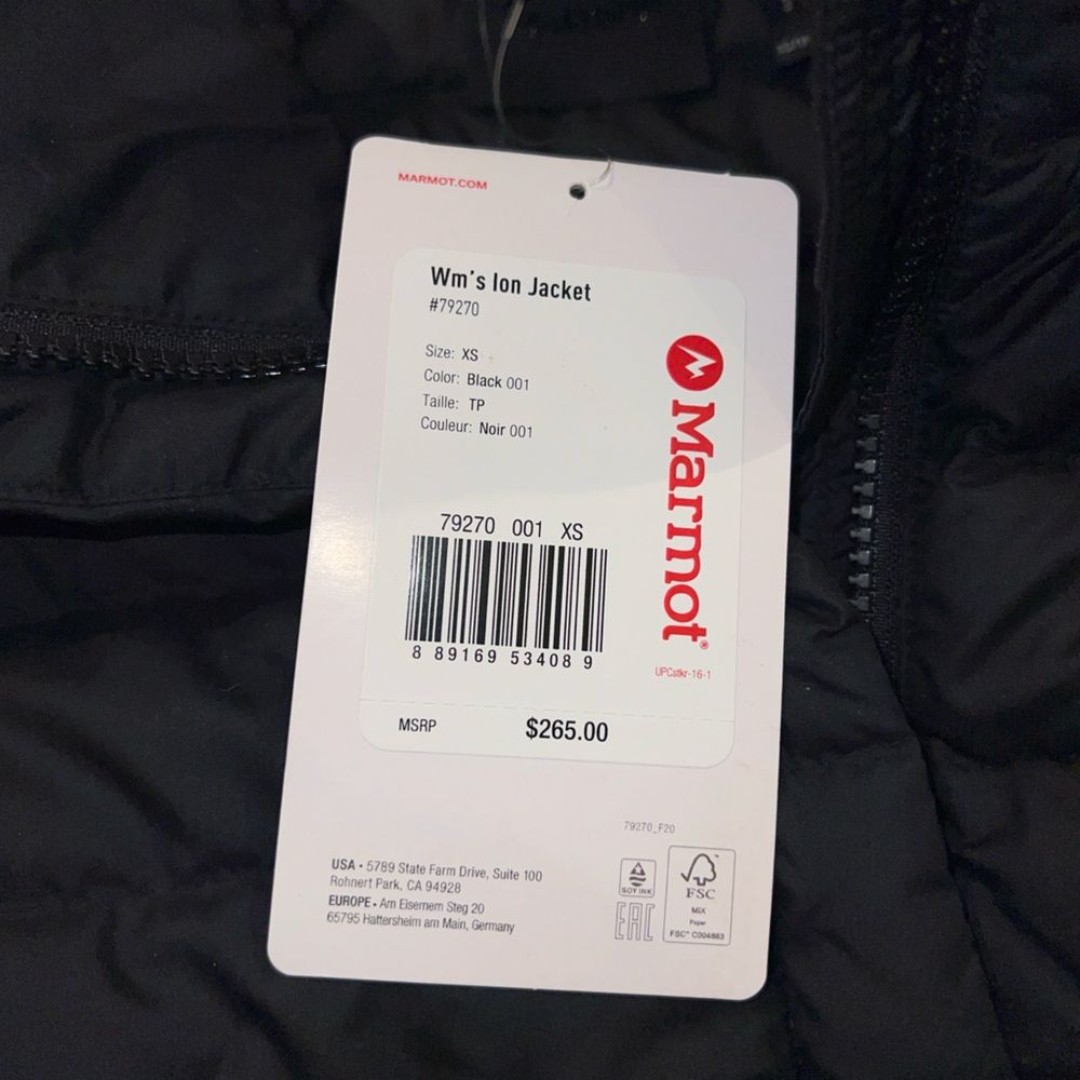 MARMOT.COM
Wm's Ion Jacket
#79270
Size: XS
Color: Black 001
Taille: TP
Couleur: Noir 001
Marmot®
79270 001 XS
8 89169 53408 9
UPCstkr-16-1
MSRP $265.00
79270_F20
USA • 5789 State Farm Drive, Suite 100
Rohnert Park, CA 94928
EUROPE • Am Eisernem Steg 20
65795 Hattersheim am Main, Germany
SOY INK
EAC
FSC
MIX
Paper
FSC® C004863